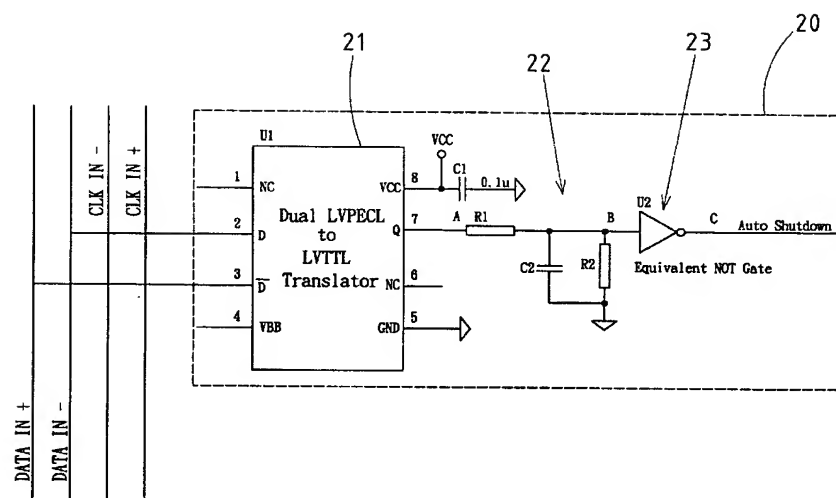 20
21
22
23
CLK IN -
CLK IN +
DATA IN +
DATA IN -
U1
VCC
1
NC
VCC
8
C1
0.1u
Dual LVPECL
to
LVTTL
Translator
2
D
Q
7
A
R1
B
U2
C
Auto Shutdown
3
D̅
NC
6
C2
R2
Equivalent NOT Gate
4
VBB
GND
5